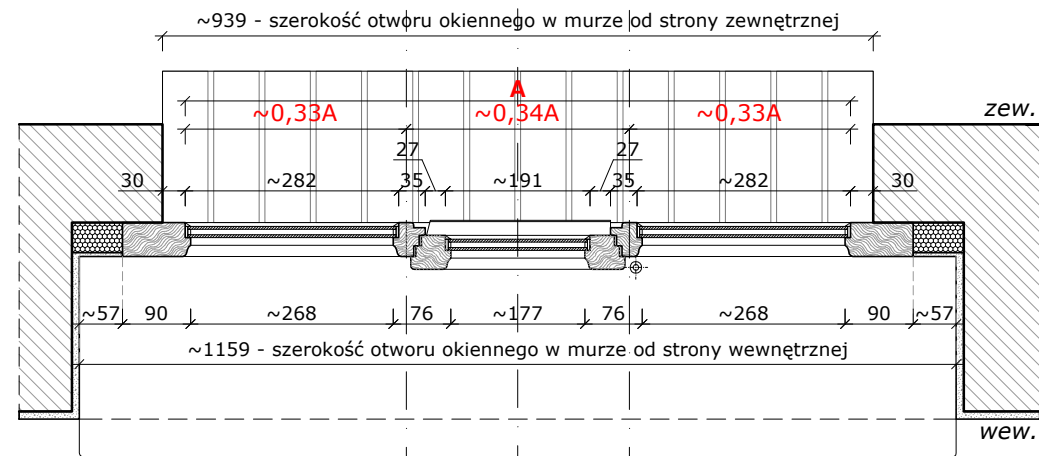 ~939 - szerokość otworu okiennego w murze od strony zewnętrznej
A
~0,33A ~0,34A ~0,33A
zew.
27 27
30 ~282 35 ~191 35 ~282 30
~57 90 ~268 76 ~177 76 ~268 90 ~57
~1159 - szerokość otworu okiennego w murze od strony wewnętrznej
wew.